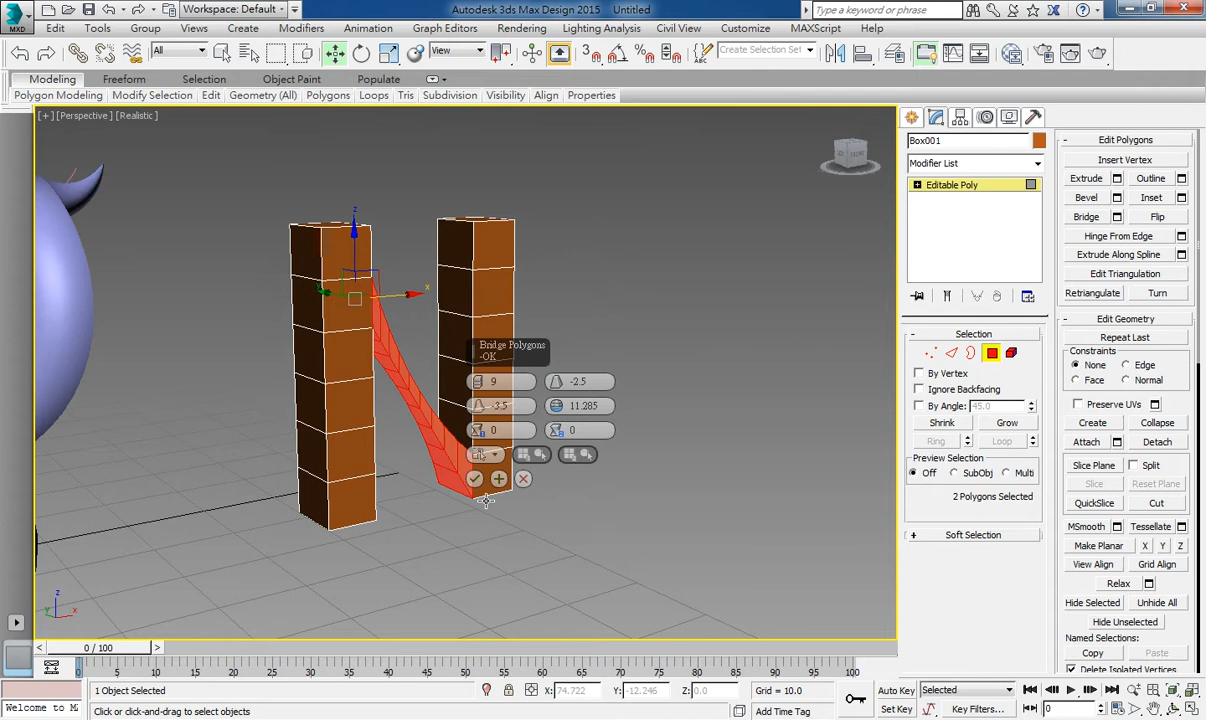 Workspace: Default
Autodesk 3ds Max Design 2015 Untitled
Type a keyword or phrase
MXD
Edit Tools Group Views Create Modifiers Animation Graph Editors Rendering Lighting Analysis Civil View Customize MAXScript Help
All
View
3
Create Selection Set
Modeling Freeform Selection Object Paint Populate
Polygon Modeling Modify Selection Edit Geometry (All) Polygons Loops Tris Subdivision Visibility Align Properties
[+] [Perspective] [Realistic]
z
x
y
Bridge Polygons
-OK
9 -2.5
-3.5 11.285
0 0
z
y x
Box001
Modifier List
Editable Poly
Selection
By Vertex
Ignore Backfacing
By Angle: 45.0
Shrink Grow
Ring Loop
Preview Selection
Off SubObj Multi
2 Polygons Selected
Soft Selection
Edit Polygons
Insert Vertex
Extrude Outline
Bevel Inset
Bridge Flip
Hinge From Edge
Extrude Along Spline
Edit Triangulation
Retriangulate Turn
Edit Geometry
Repeat Last
Constraints
None Edge
Face Normal
Preserve UVs
Create Collapse
Attach Detach
Slice Plane Split
Slice Reset Plane
QuickSlice Cut
MSmooth Tessellate
Make Planar X Y Z
View Align Grid Align
Relax
Hide Selected Unhide All
Hide Unselected
Named Selections:
Copy Paste
Delete Isolated Vertices
0 / 100
0 5 10 15 20 25 30 35 40 45 50 55 60 65 70 75 80 85 90 95 100
1 Object Selected
X: 74.722 Y: -12.246 Z: 0.0
Grid = 10.0
Auto Key Selected
Welcome to M
Click or click-and-drag to select objects
Add Time Tag
Set Key Key Filters...
0